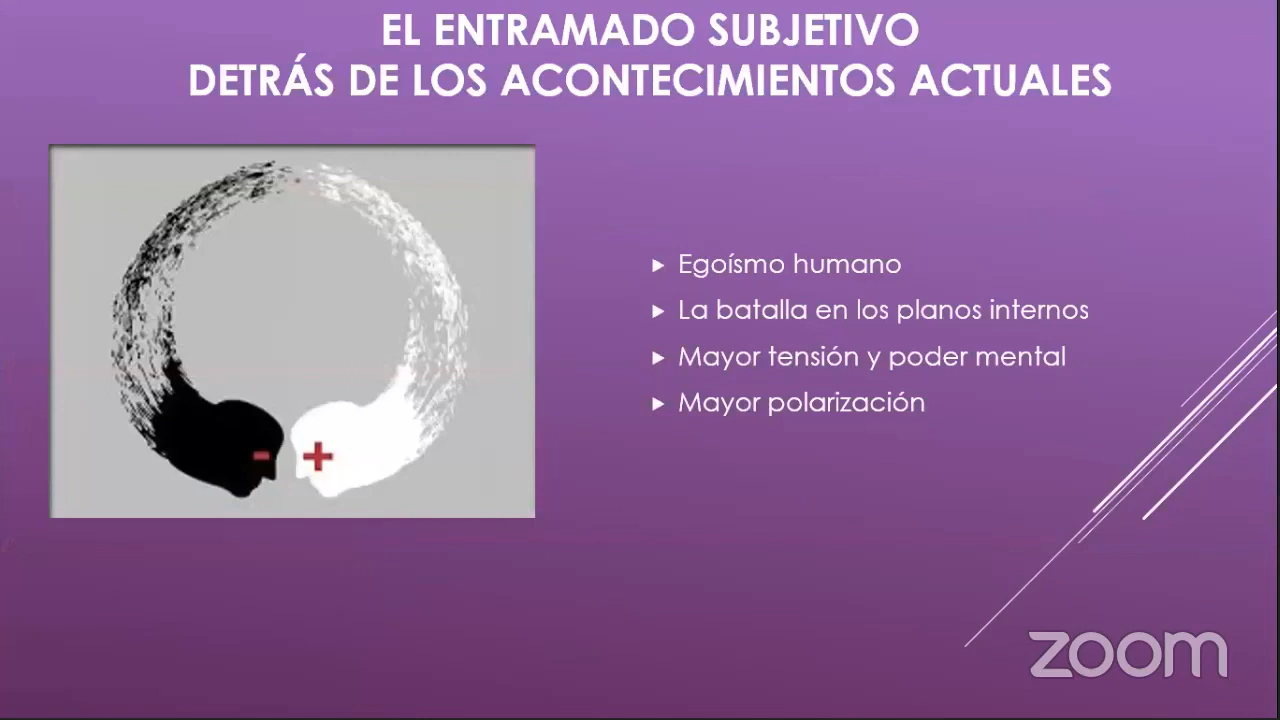 EL ENTRAMADO SUBJETIVO
DETRÁS DE LOS ACONTECIMIENTOS ACTUALES
- +
Egoísmo humano
La batalla en los planos internos
Mayor tensión y poder mental
Mayor polarización
zoom